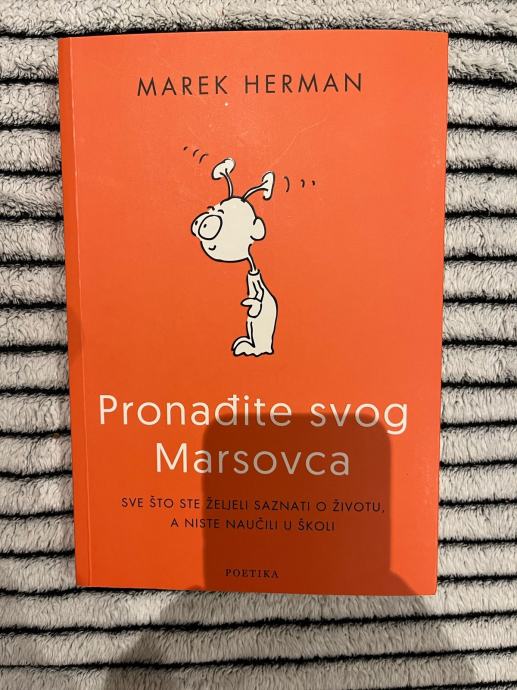 MAREK HERMAN
Pronađite svog
Marsovca
SVE ŠTO STE ŽELJELI SAZNATI O ŽIVOTU,
A NISTE NAUČILI U ŠKOLI
POETIKA